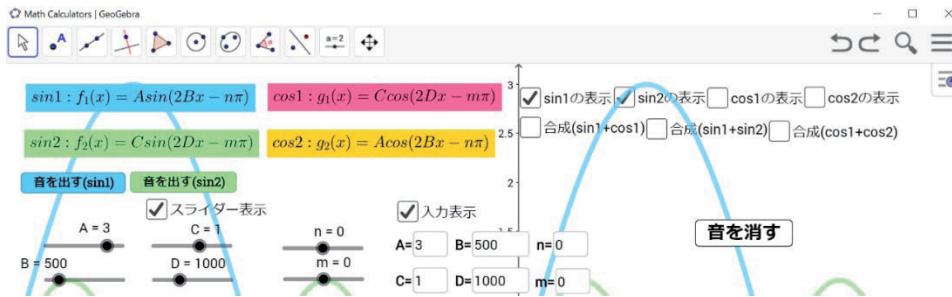 Math Calculators | GeoGebra
A
a=2
sin1 : f₁(x) = Asin(2Bx − nπ)
cos1 : g₁(x) = Ccos(2Dx − mπ)
sin2 : f₂(x) = Csin(2Dx − mπ)
cos2 : g₂(x) = Acos(2Bx − nπ)
3
sin1の表示 sin2の表示 cos1の表示 cos2の表示
2.5
合成(sin1+cos1) 合成(sin1+sin2) 合成(cos1+cos2)
2
音を出す(sin1) 音を出す(sin2)
スライダー表示
入力表示
A = 3 C = 1 n = 0
B = 500 D = 1000 m = 0
A=3 B=500 n=0
C=1 D=1000 m=0
1.5
音を消す